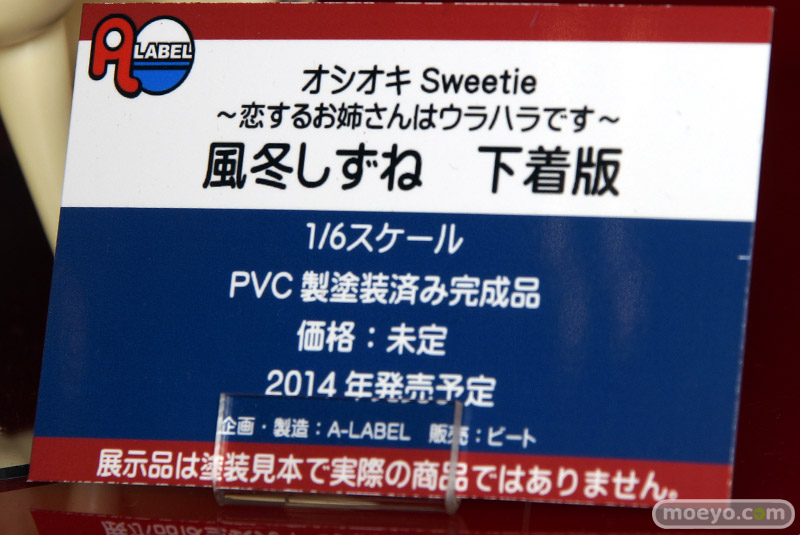 A LABEL
オシオキ Sweetie
～恋するお姉さんはウラハラです～
風冬しずね　下着版
1/6スケール
PVC 製塗装済み完成品
価格：未定
2014 年発売予定
企画・製造：A-LABEL　販売：ビート
展示品は塗装見本で実際の商品ではありません。
moeyo.com